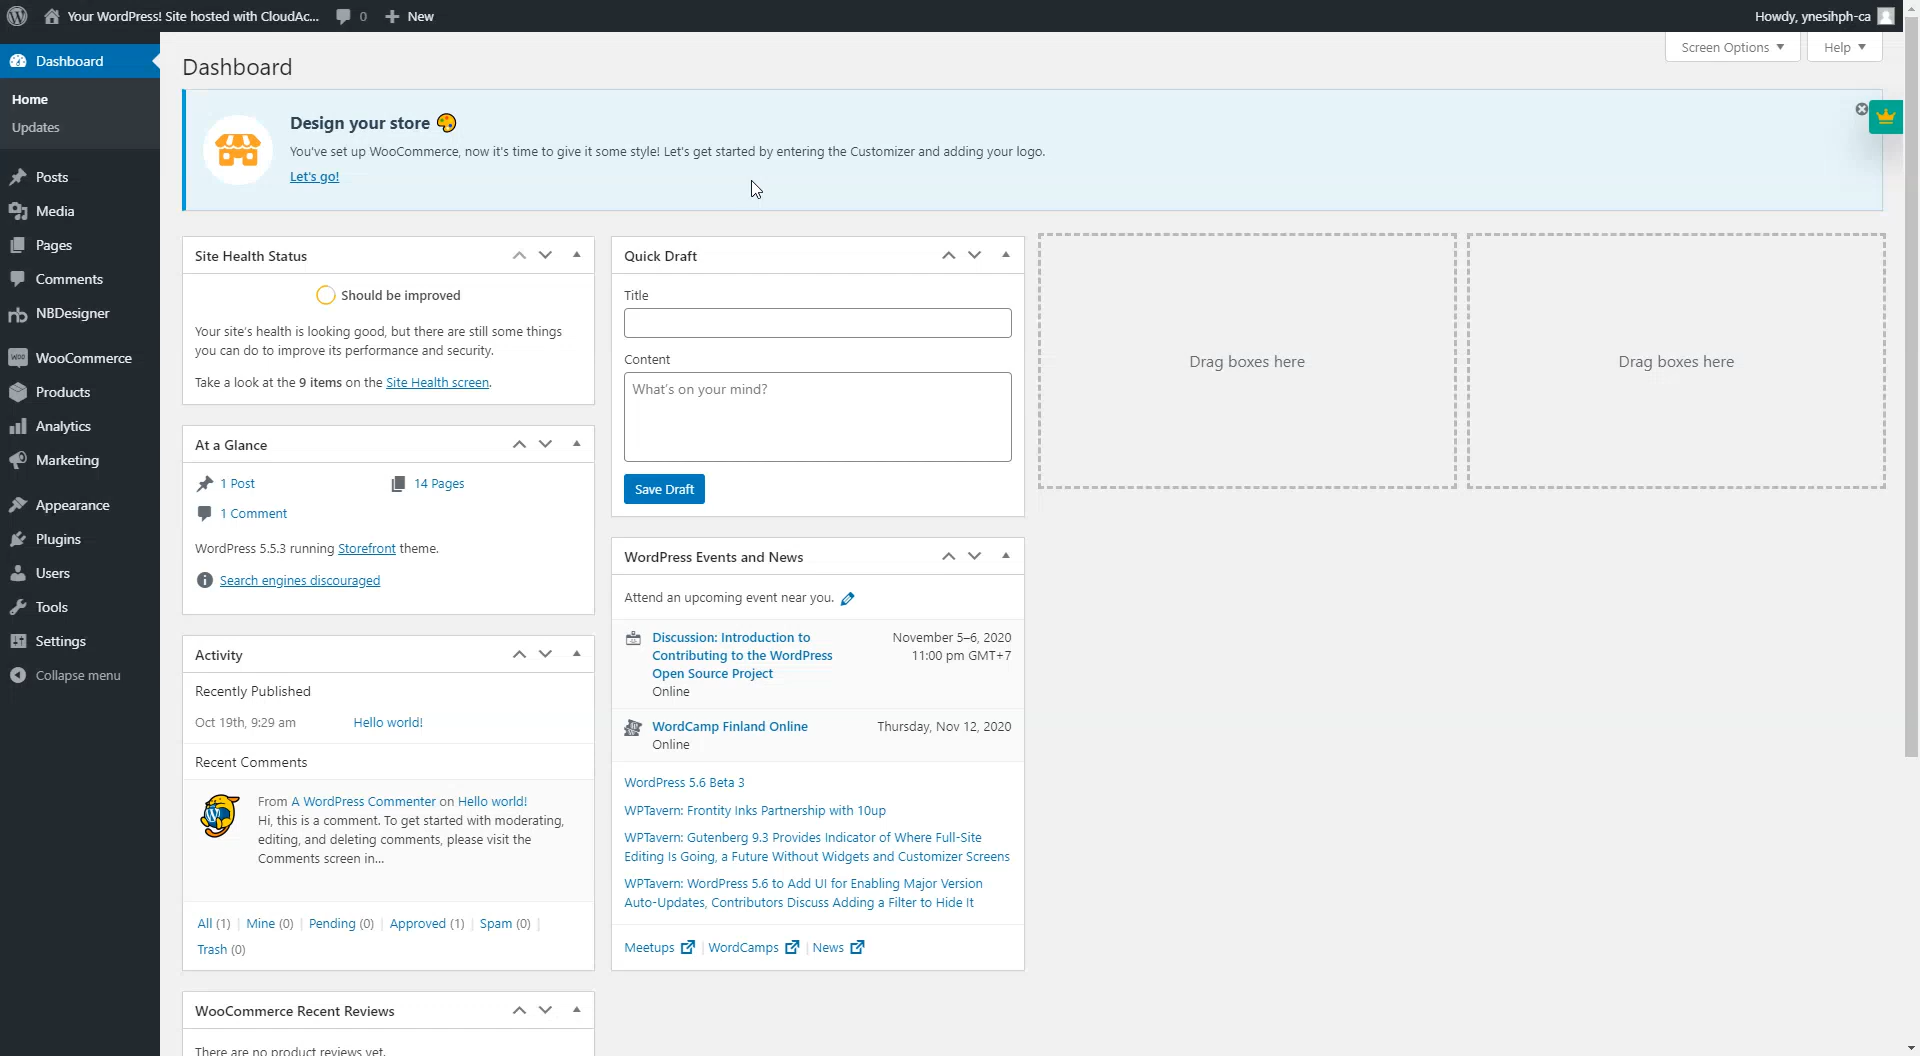 Your WordPress! Site hosted with CloudAc...
0
New
Howdy, ynesihph-ca
Dashboard
Home
Updates
Posts
Media
Pages
Comments
NBDesigner
WooCommerce
Products
Analytics
Marketing
Appearance
Plugins
Users
Tools
Settings
Collapse menu
Screen Options
Help
Dashboard
Design your store
You've set up WooCommerce, now it's time to give it some style! Let's get started by entering the Customizer and adding your logo.
Let's go!
Site Health Status
Should be improved
Your site's health is looking good, but there are still some things
you can do to improve its performance and security.
Take a look at the 9 items on the Site Health screen.
At a Glance
1 Post
14 Pages
1 Comment
WordPress 5.5.3 running Storefront theme.
Search engines discouraged
Activity
Recently Published
Oct 19th, 9:29 am
Hello world!
Recent Comments
From A WordPress Commenter on Hello world!
Hi, this is a comment. To get started with moderating,
editing, and deleting comments, please visit the
Comments screen in...
All (1) | Mine (0) | Pending (0) | Approved (1) | Spam (0) |
Trash (0)
WooCommerce Recent Reviews
There are no product reviews yet.
Quick Draft
Title
Content
What's on your mind?
Save Draft
WordPress Events and News
Attend an upcoming event near you.
Discussion: Introduction to
Contributing to the WordPress
Open Source Project
Online
November 5–6, 2020
11:00 pm GMT+7
WordCamp Finland Online
Online
Thursday, Nov 12, 2020
WordPress 5.6 Beta 3
WPTavern: Frontity Inks Partnership with 10up
WPTavern: Gutenberg 9.3 Provides Indicator of Where Full-Site
Editing Is Going, a Future Without Widgets and Customizer Screens
WPTavern: WordPress 5.6 to Add UI for Enabling Major Version
Auto-Updates, Contributors Discuss Adding a Filter to Hide It
Meetups | WordCamps | News
Drag boxes here
Drag boxes here